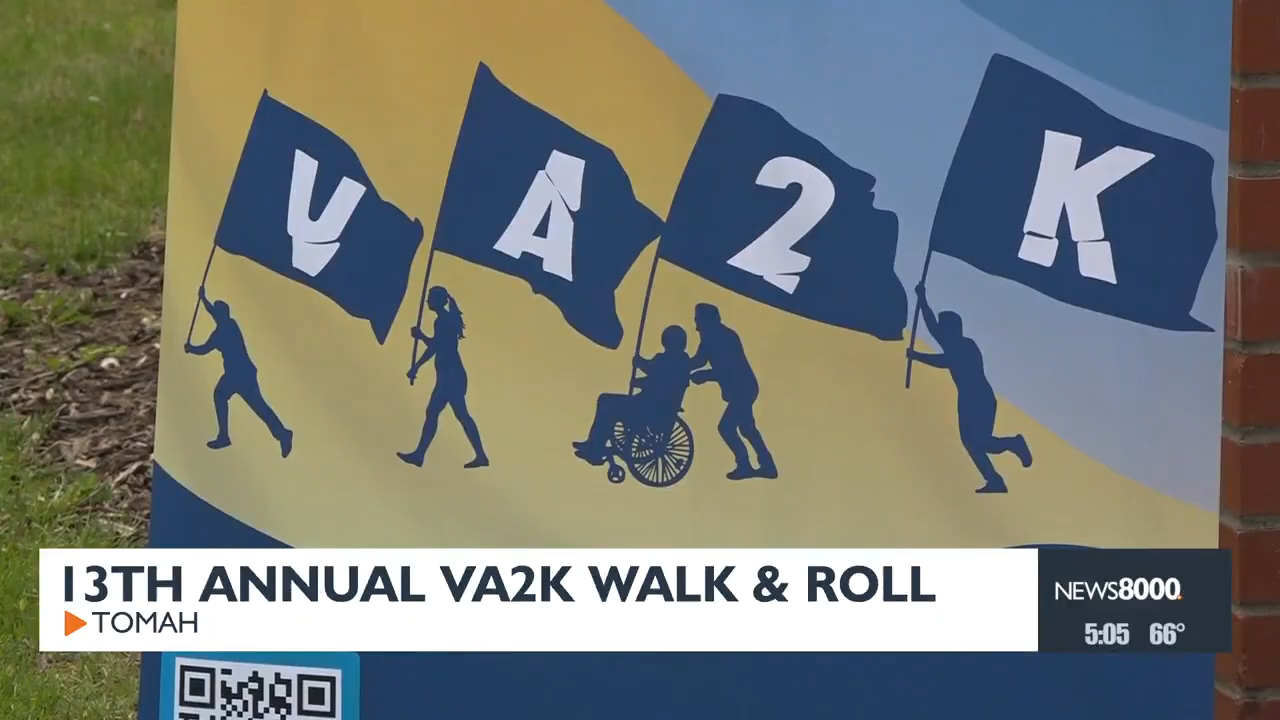 V A 2 K
13TH ANNUAL VA2K WALK & ROLL
TOMAH
NEWS8000
5:05 66°